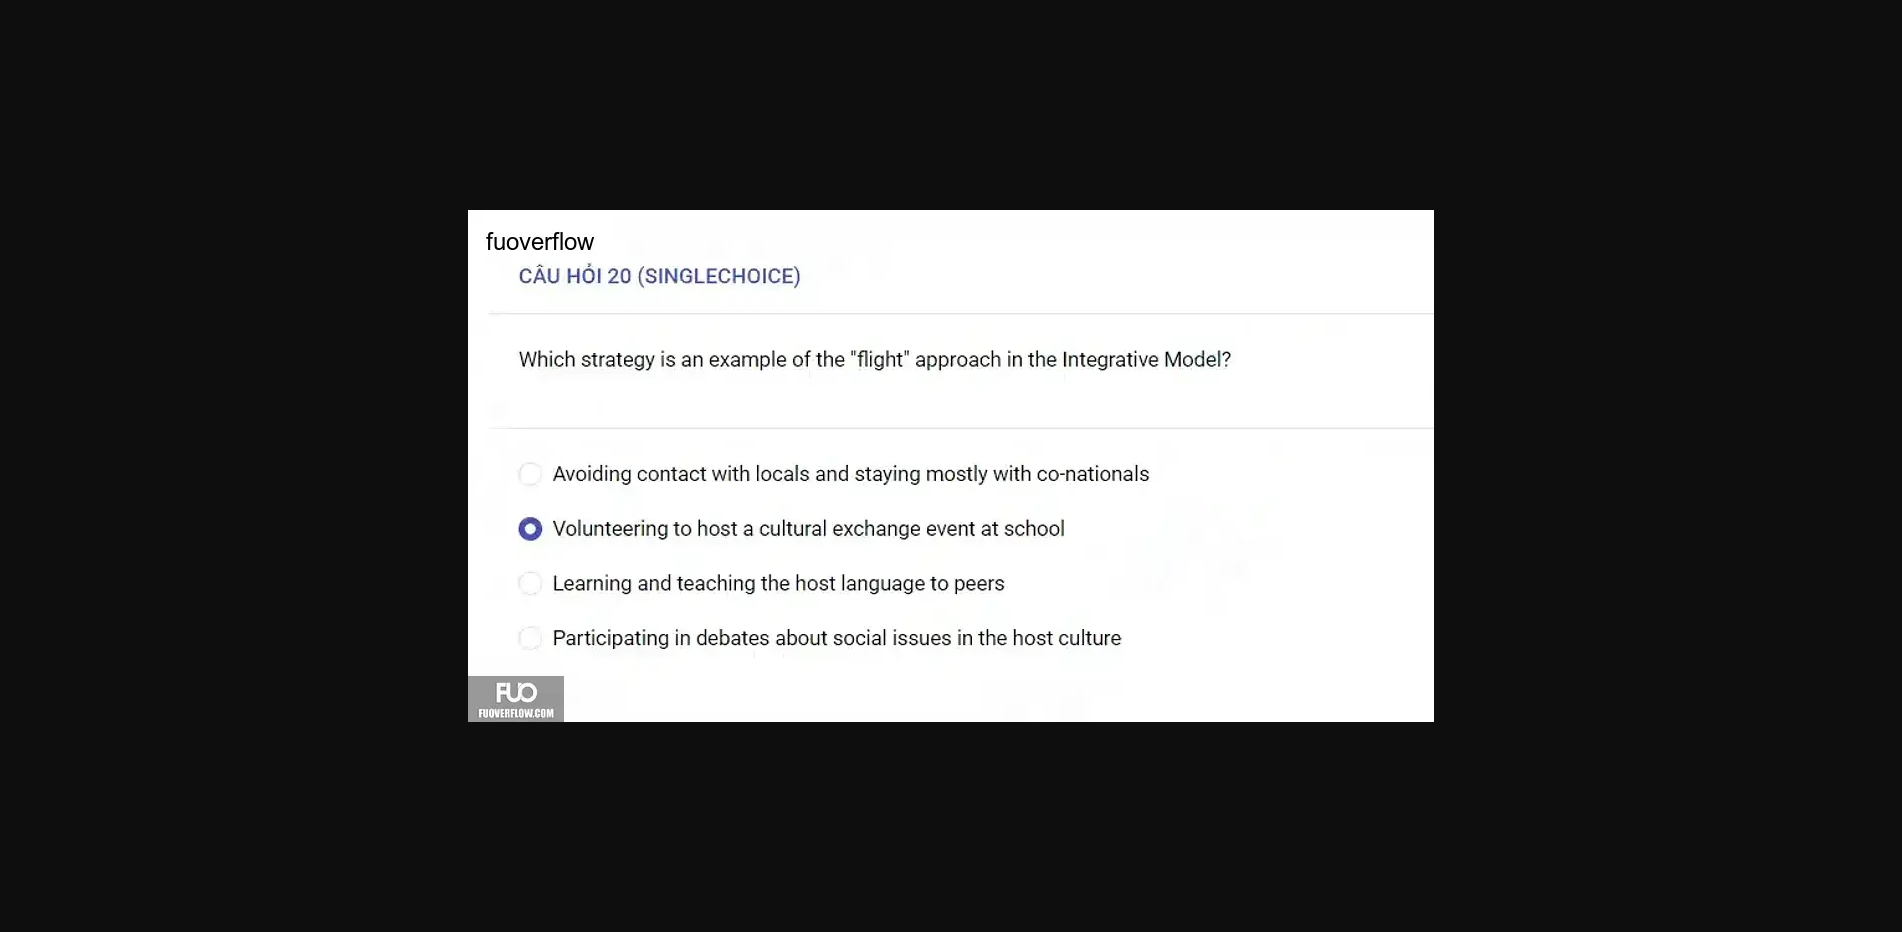 fuoverflow
CÂU HỎI 20 (SINGLECHOICE)
Which strategy is an example of the "flight" approach in the Integrative Model?
Avoiding contact with locals and staying mostly with co-nationals
Volunteering to host a cultural exchange event at school
Learning and teaching the host language to peers
Participating in debates about social issues in the host culture
FUO
FUOVERFLOW.COM